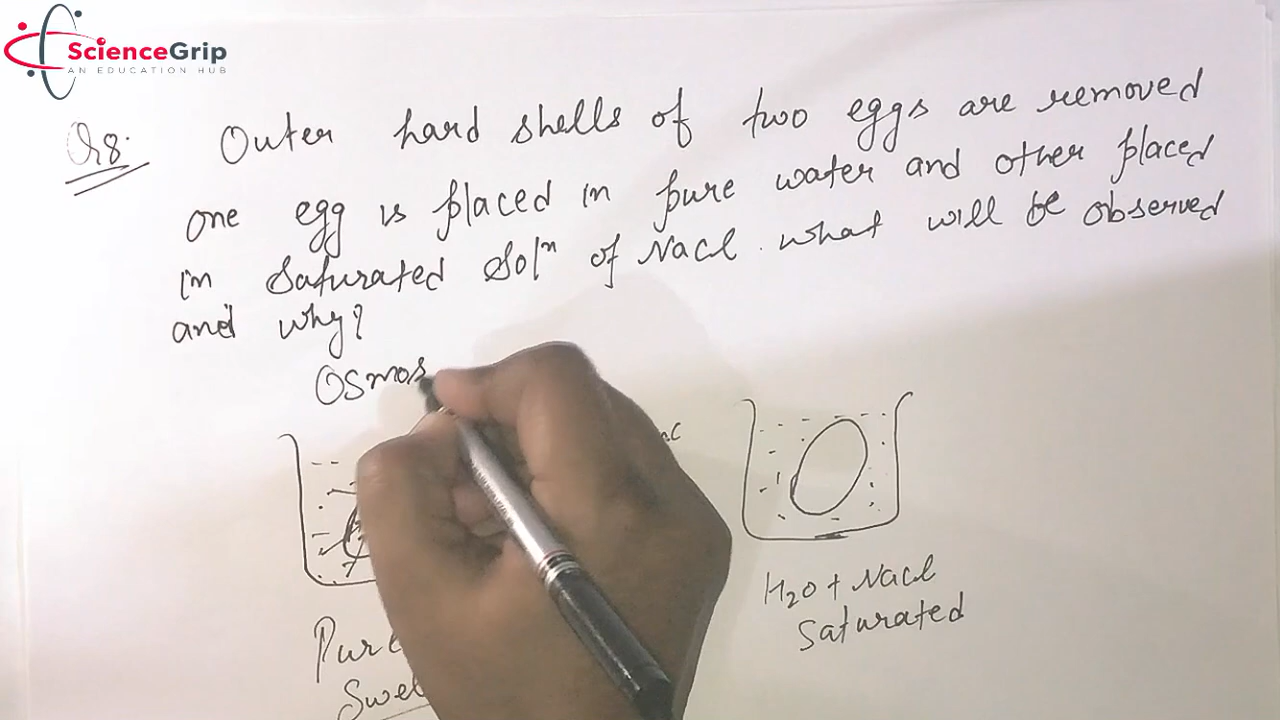 ScienceGrip
AN EDUCATION HUB
Q8. Outer hard shells of two eggs are removed
one egg is placed in pure water and other placed
in Saturated Solⁿ of NaCl. what will be observed
and why?
H2O + NaCl
Saturated